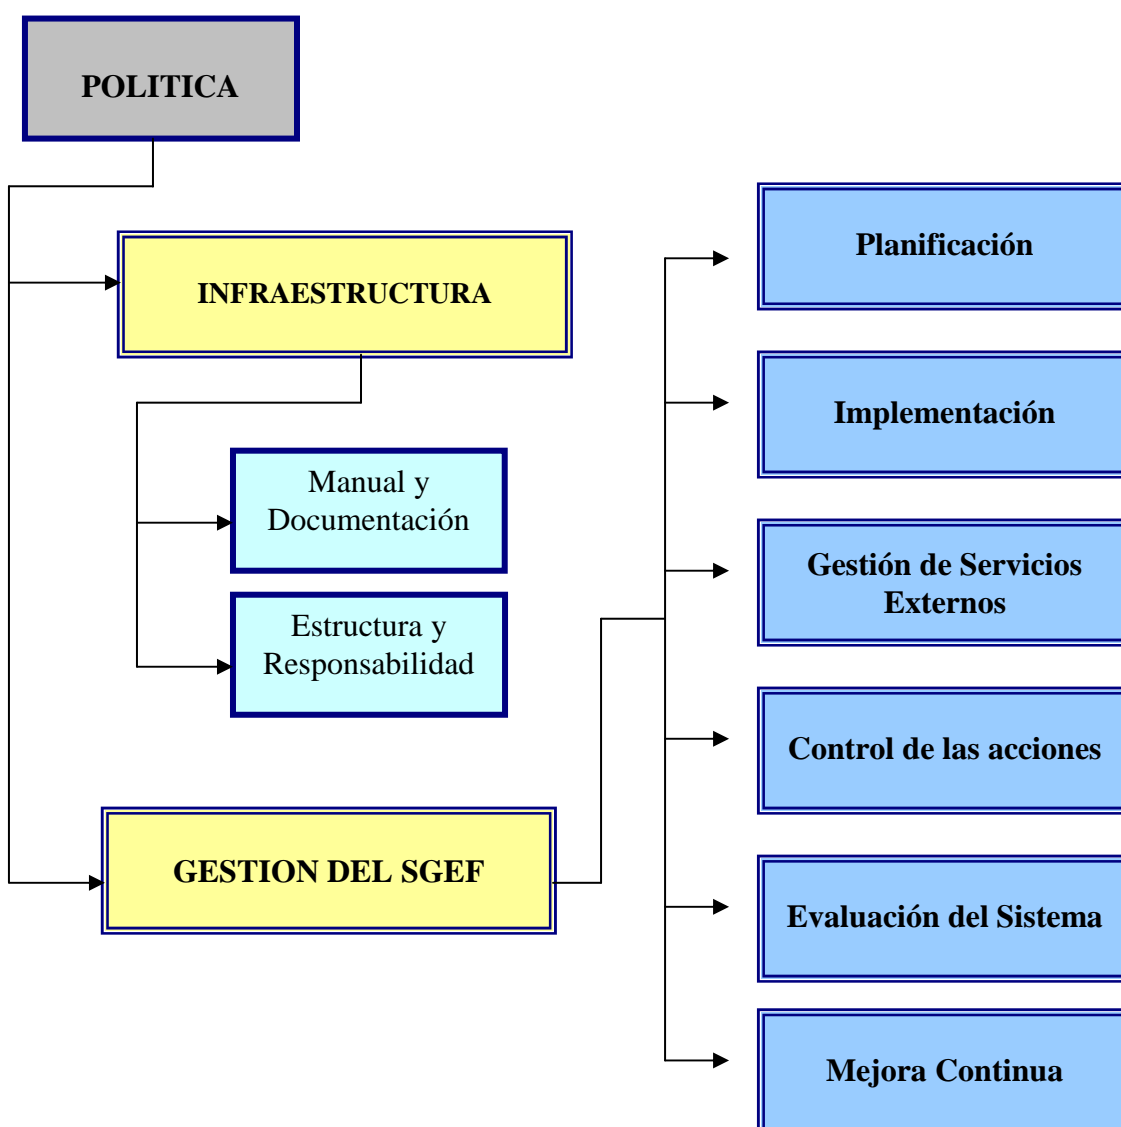 POLITICA
INFRAESTRUCTURA
Manual y
Documentación
Estructura y
Responsabilidad
GESTION DEL SGEF
Planificación
Implementación
Gestión de Servicios
Externos
Control de las acciones
Evaluación del Sistema
Mejora Continua